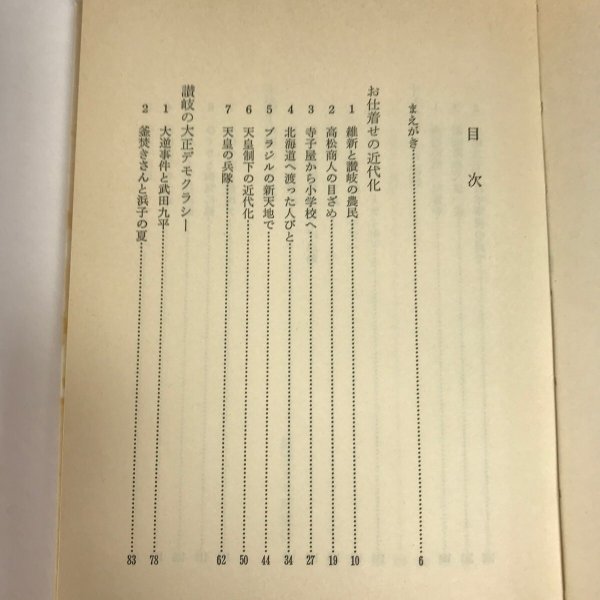 目次
まえがき……6
お仕着せの近代化
1 維新と讃岐の農民……10
2 高松商人の目ざめ……19
3 寺子屋から小学校へ……27
4 北海道へ渡った人びと……34
5 ブラジルの新天地で……44
6 天皇制下の近代化……50
7 天皇の兵隊……62
讃岐の大正デモクラシー
1 大逆事件と武田九平……78
2 釜焚きさんと浜子の夏……83